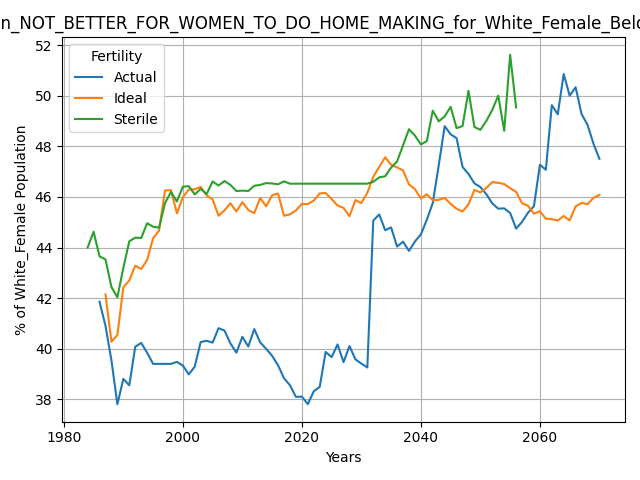 n_NOT_BETTER_FOR_WOMEN_TO_DO_HOME_MAKING_for_White_Female_Belo
Fertility
Actual
Ideal
Sterile
% of White_Female Population
52
50
48
46
44
42
40
38
1980
2000
2020
2040
2060
Years